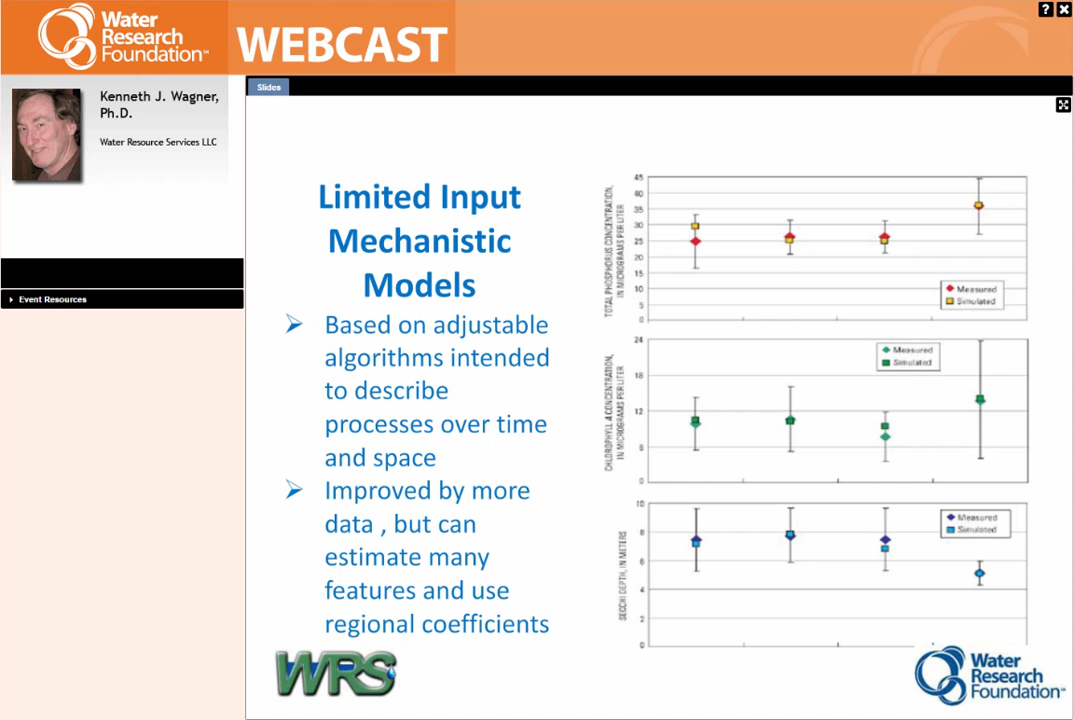 Water
Research
Foundation™
WEBCAST
?
Kenneth J. Wagner,
Ph.D.
Water Resource Services LLC
Event Resources
Slides
Limited Input
Mechanistic
Models
Based on adjustable
algorithms intended
to describe
processes over time
and space
Improved by more
data , but can
estimate many
features and use
regional coefficients
WRS
TOTAL PHOSPHORUS CONCENTRATION,
IN MICROGRAMS PER LITER
45
40
35
30
25
20
15
10
5
0
Measured
Simulated
CHLOROPHYLL A CONCENTRATION,
IN MICROGRAMS PER LITER
24
18
12
6
0
Measured
Simulated
SECCHI DEPTH, IN METERS
10
8
6
4
2
0
Measured
Simulated
Water
Research
Foundation™